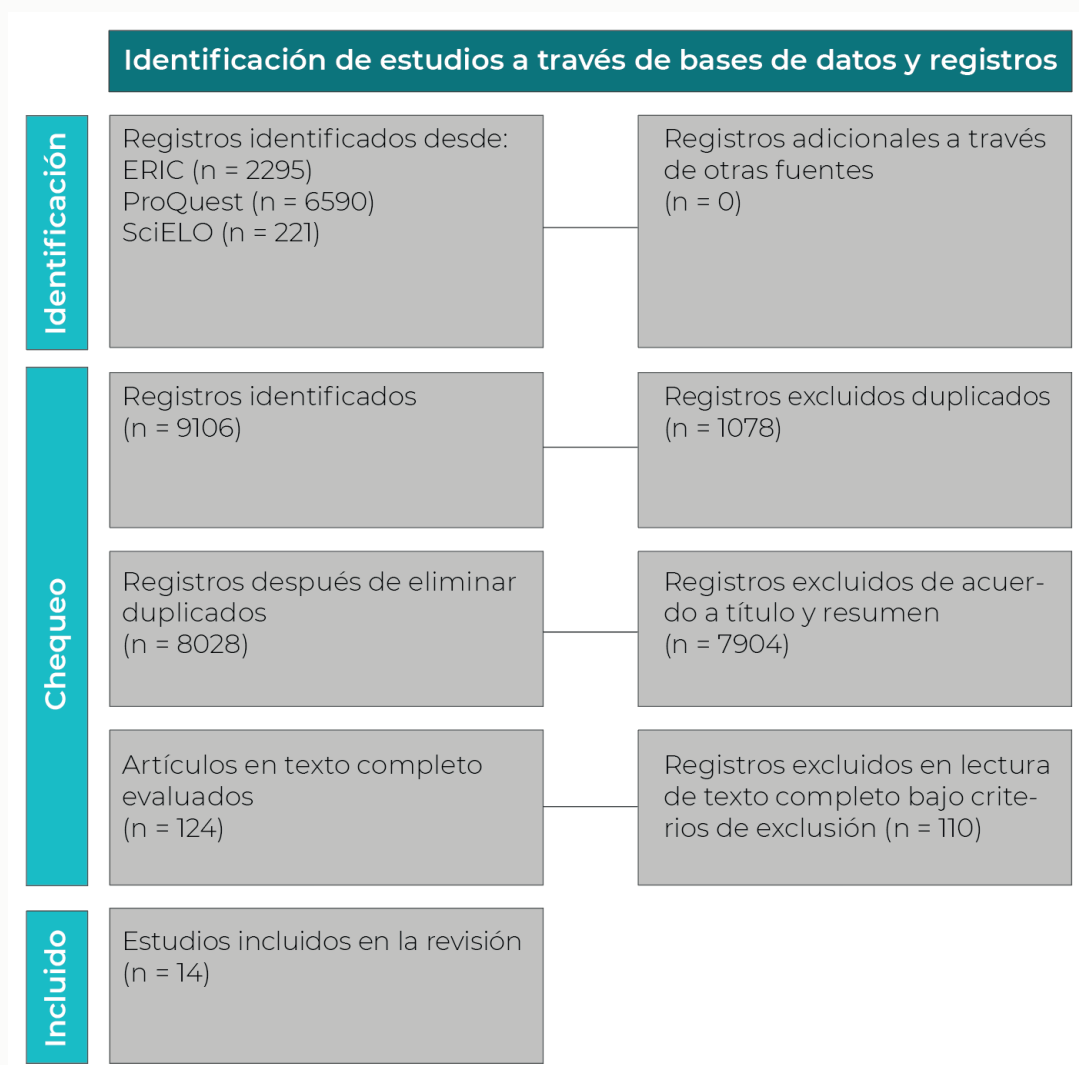 Identificación de estudios a través de bases de datos y registros
Identificación
Registros identificados desde:
ERIC (n = 2295)
ProQuest (n = 6590)
SciELO (n = 221)
Registros adicionales a través
de otras fuentes
(n = 0)
Chequeo
Registros identificados
(n = 9106)
Registros excluidos duplicados
(n = 1078)
Registros después de eliminar
duplicados
(n = 8028)
Registros excluidos de acuer-
do a título y resumen
(n = 7904)
Artículos en texto completo
evaluados
(n = 124)
Registros excluidos en lectura
de texto completo bajo crite-
rios de exclusión (n = 110)
Incluido
Estudios incluidos en la revisión
(n = 14)